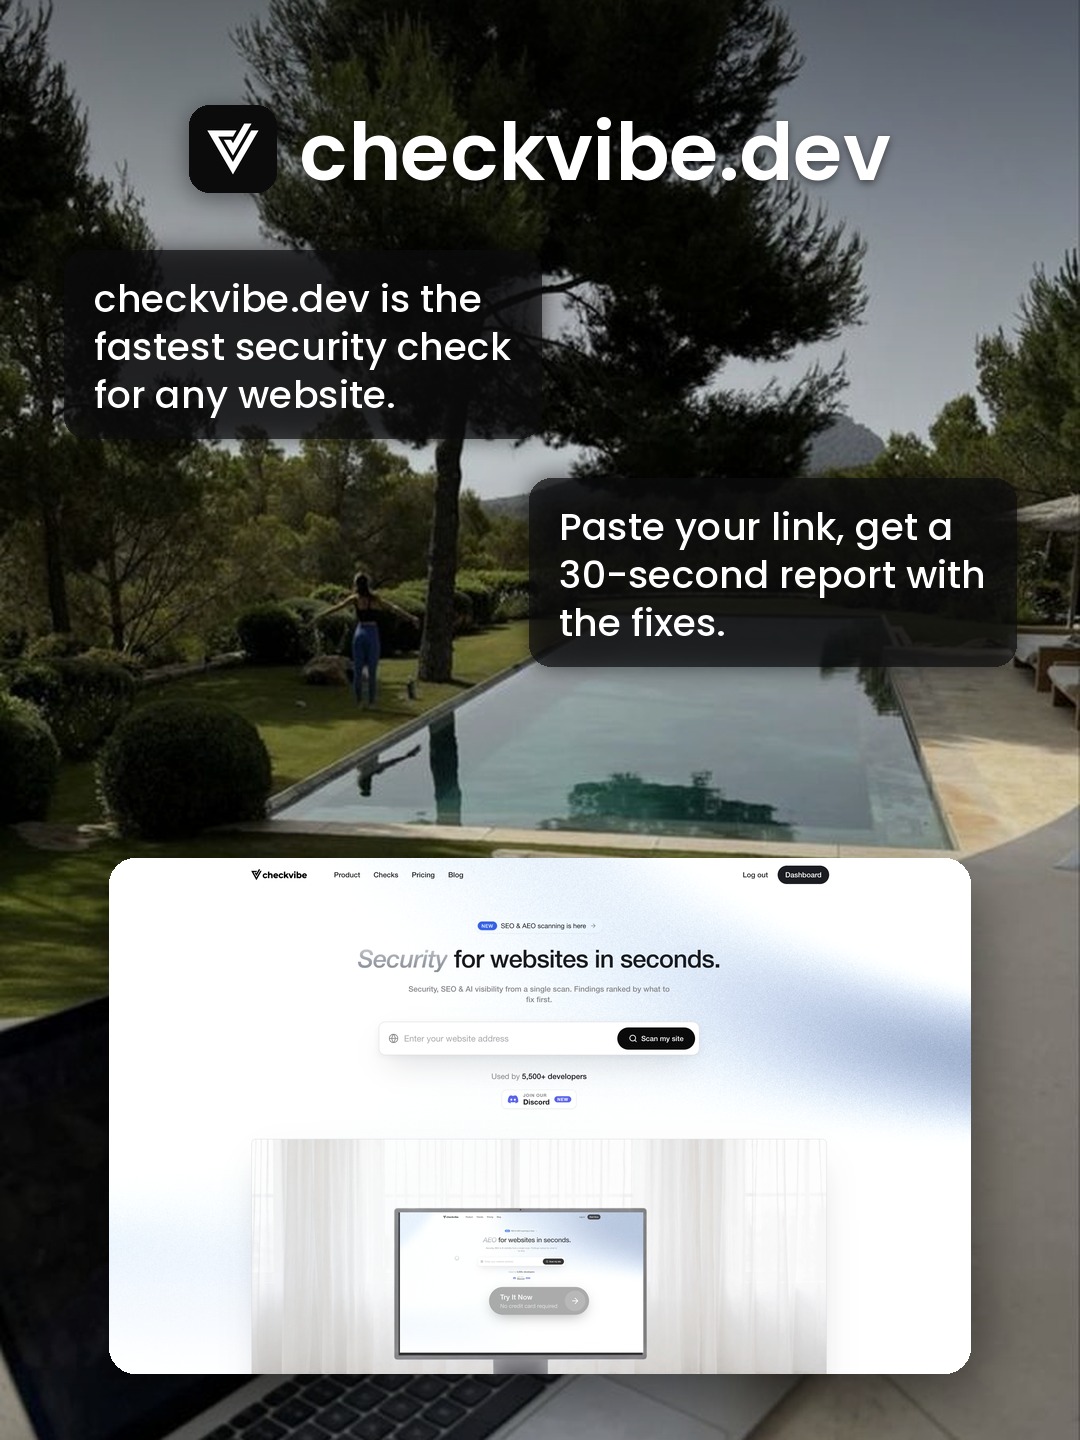 checkvibe.dev
checkvibe.dev is the
fastest security check
for any website.
Paste your link, get a
30-second report with
the fixes.
checkvibe Product Checks Pricing Blog Log out Dashboard
NEW SEO & AEO scanning is here →
Security for websites in seconds.
Security, SEO & AI visibility from a single scan. Findings ranked by what to
fix first.
Enter your website address Scan my site
Used by 5,500+ developers
JOIN OUR
Discord NEW
AEO for websites in seconds.
Try It Now
No credit card required